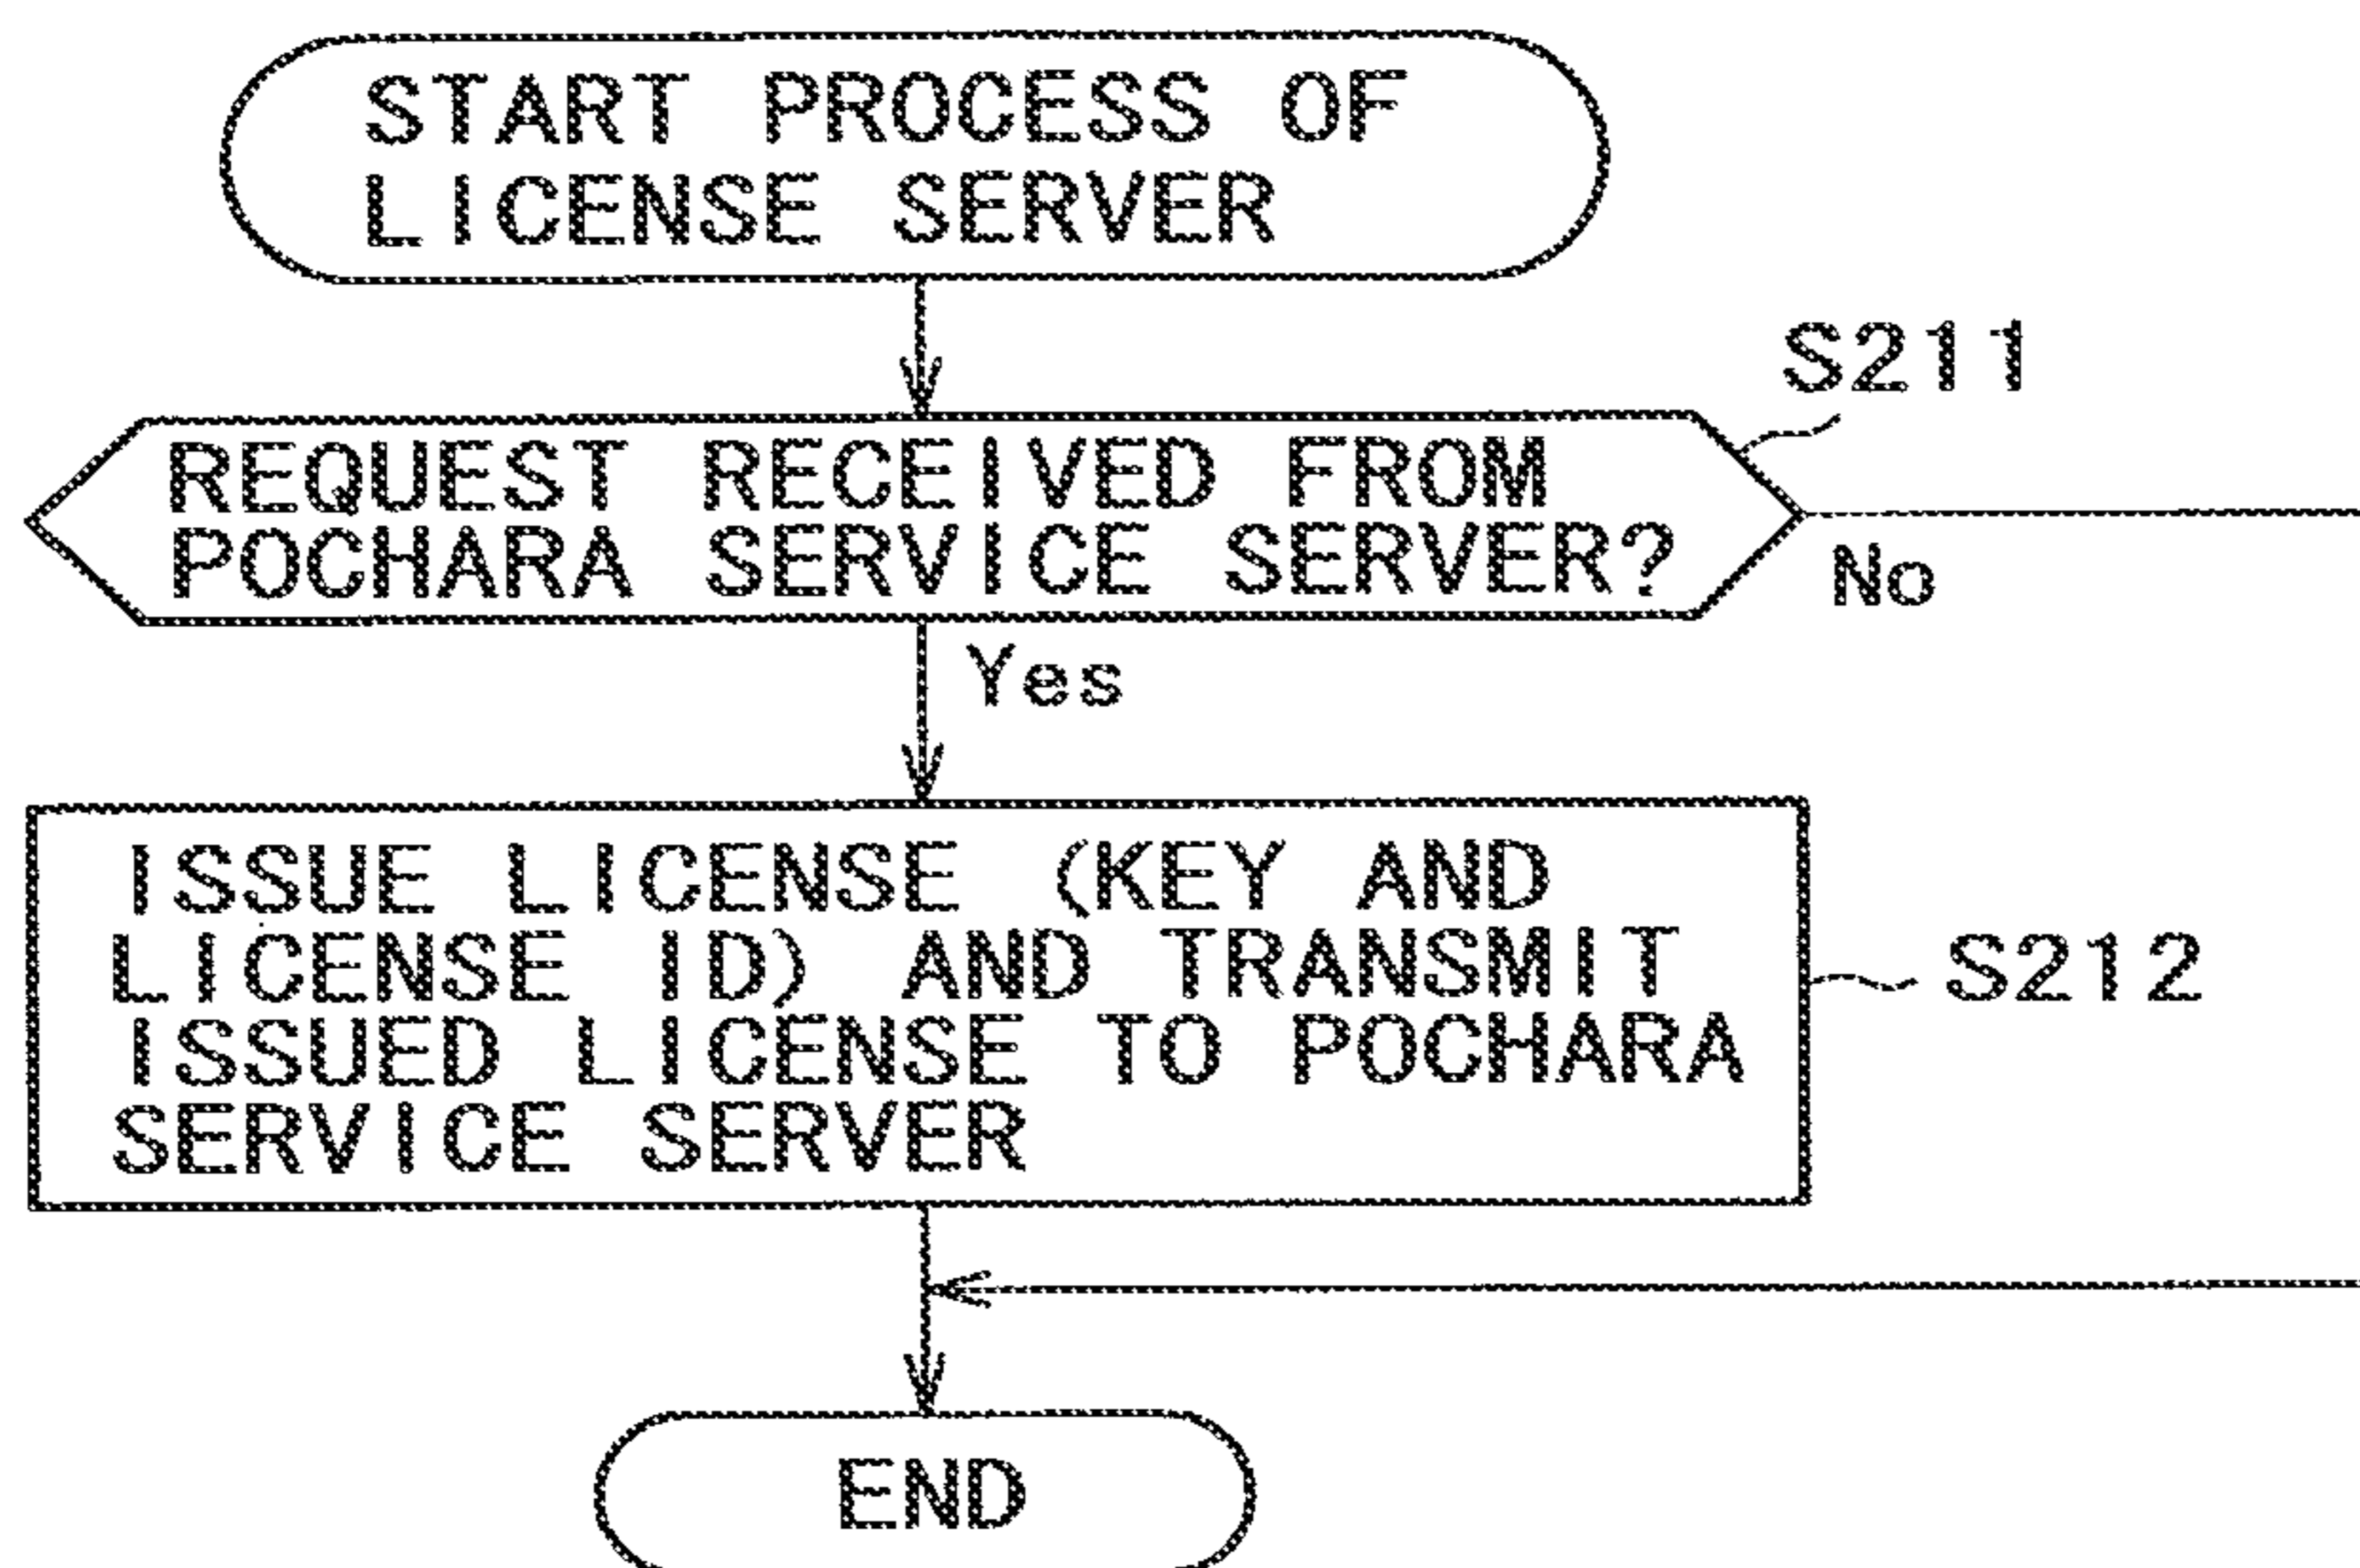 START PROCESS OF
LICENSE SERVER
S211
REQUEST RECEIVED FROM
POCHARA SERVICE SERVER?
No
Yes
ISSUE LICENSE (KEY AND
LICENSE ID) AND TRANSMIT
ISSUED LICENSE TO POCHARA
SERVICE SERVER
S212
END